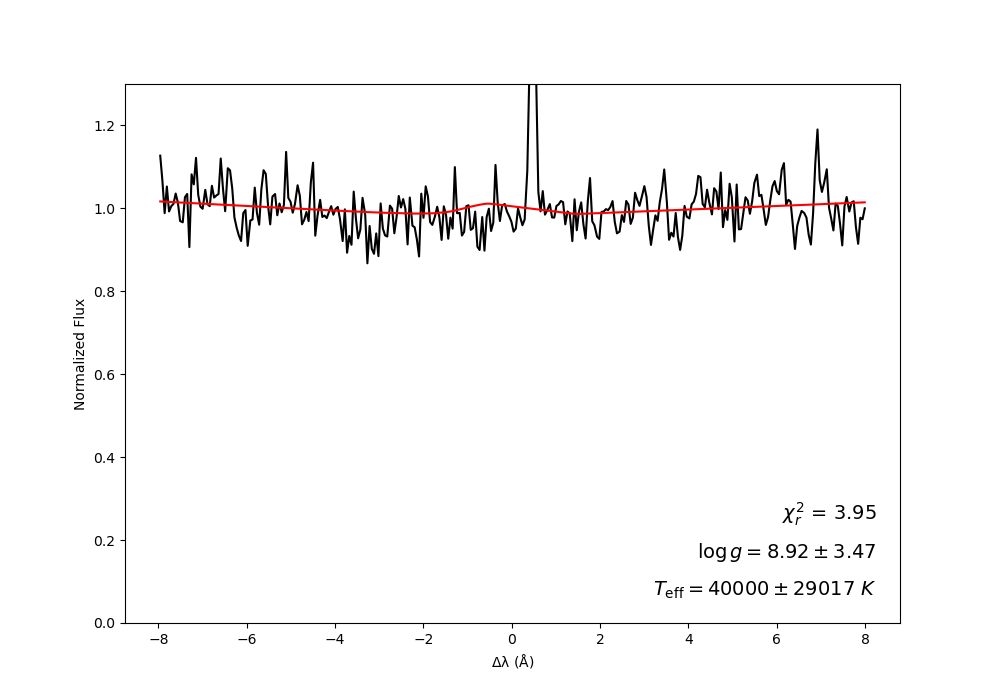 1.2
1.0
0.8
0.6
0.4
0.2
0.0
Normalized Flux
χ²ᵣ = 3.95
log g = 8.92 ± 3.47
T_eff = 40000 ± 29017 K
−8 −6 −4 −2 0 2 4 6 8
Δλ (Å)